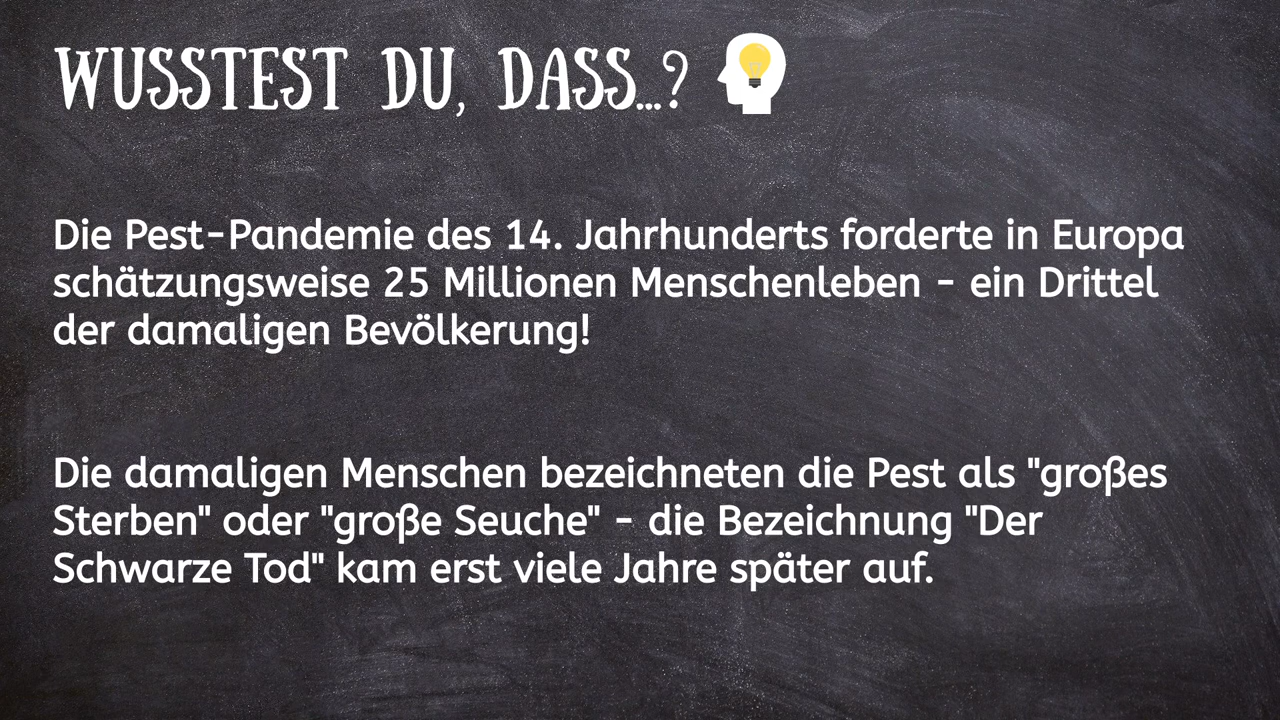 WUSSTEST DU, DASS...?
Die Pest-Pandemie des 14. Jahrhunderts forderte in Europa
schätzungsweise 25 Millionen Menschenleben - ein Drittel
der damaligen Bevölkerung!
Die damaligen Menschen bezeichneten die Pest als "großes
Sterben" oder "große Seuche" - die Bezeichnung "Der
Schwarze Tod" kam erst viele Jahre später auf.